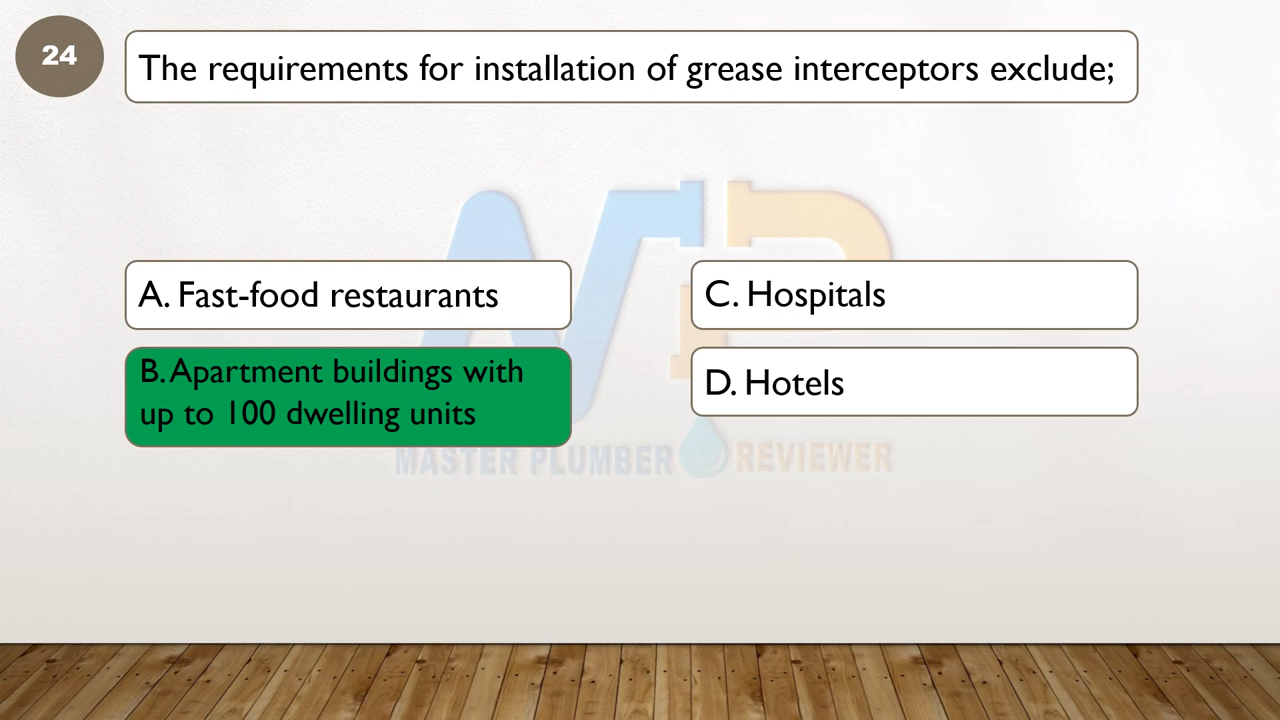 24
The requirements for installation of grease interceptors exclude;
A. Fast-food restaurants
C. Hospitals
B. Apartment buildings with
up to 100 dwelling units
D. Hotels
MASTER PLUMBER REVIEWER